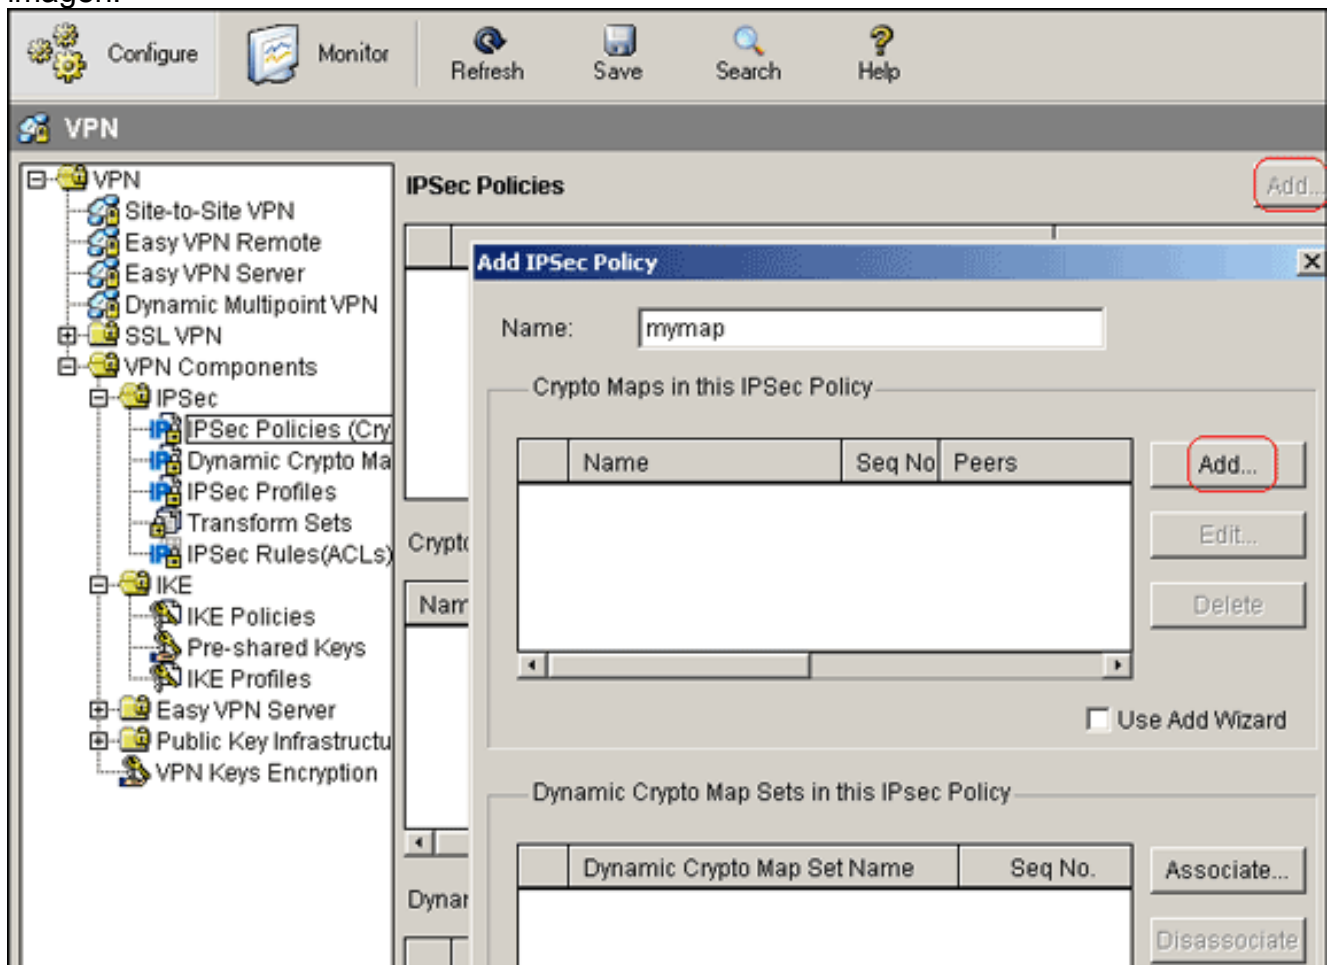 imagen.
Configure
Monitor
Refresh
Save
Search
Help
VPN
VPN
Site-to-Site VPN
Easy VPN Remote
Easy VPN Server
Dynamic Multipoint VPN
SSL VPN
VPN Components
IPSec
IPSec Policies (Cry
Dynamic Crypto Ma
IPSec Profiles
Transform Sets
IPSec Rules(ACLs)
IKE
IKE Policies
Pre-shared Keys
IKE Profiles
Easy VPN Server
Public Key Infrastructu
VPN Keys Encryption
IPSec Policies
Add...
Crypto
Nam
Dynam
Add IPSec Policy
Name: mymap
Crypto Maps in this IPSec Policy
Name Seq No Peers
Add...
Edit...
Delete
Use Add Wizard
Dynamic Crypto Map Sets in this IPsec Policy
Dynamic Crypto Map Set Name Seq No.
Associate...
Disassociate